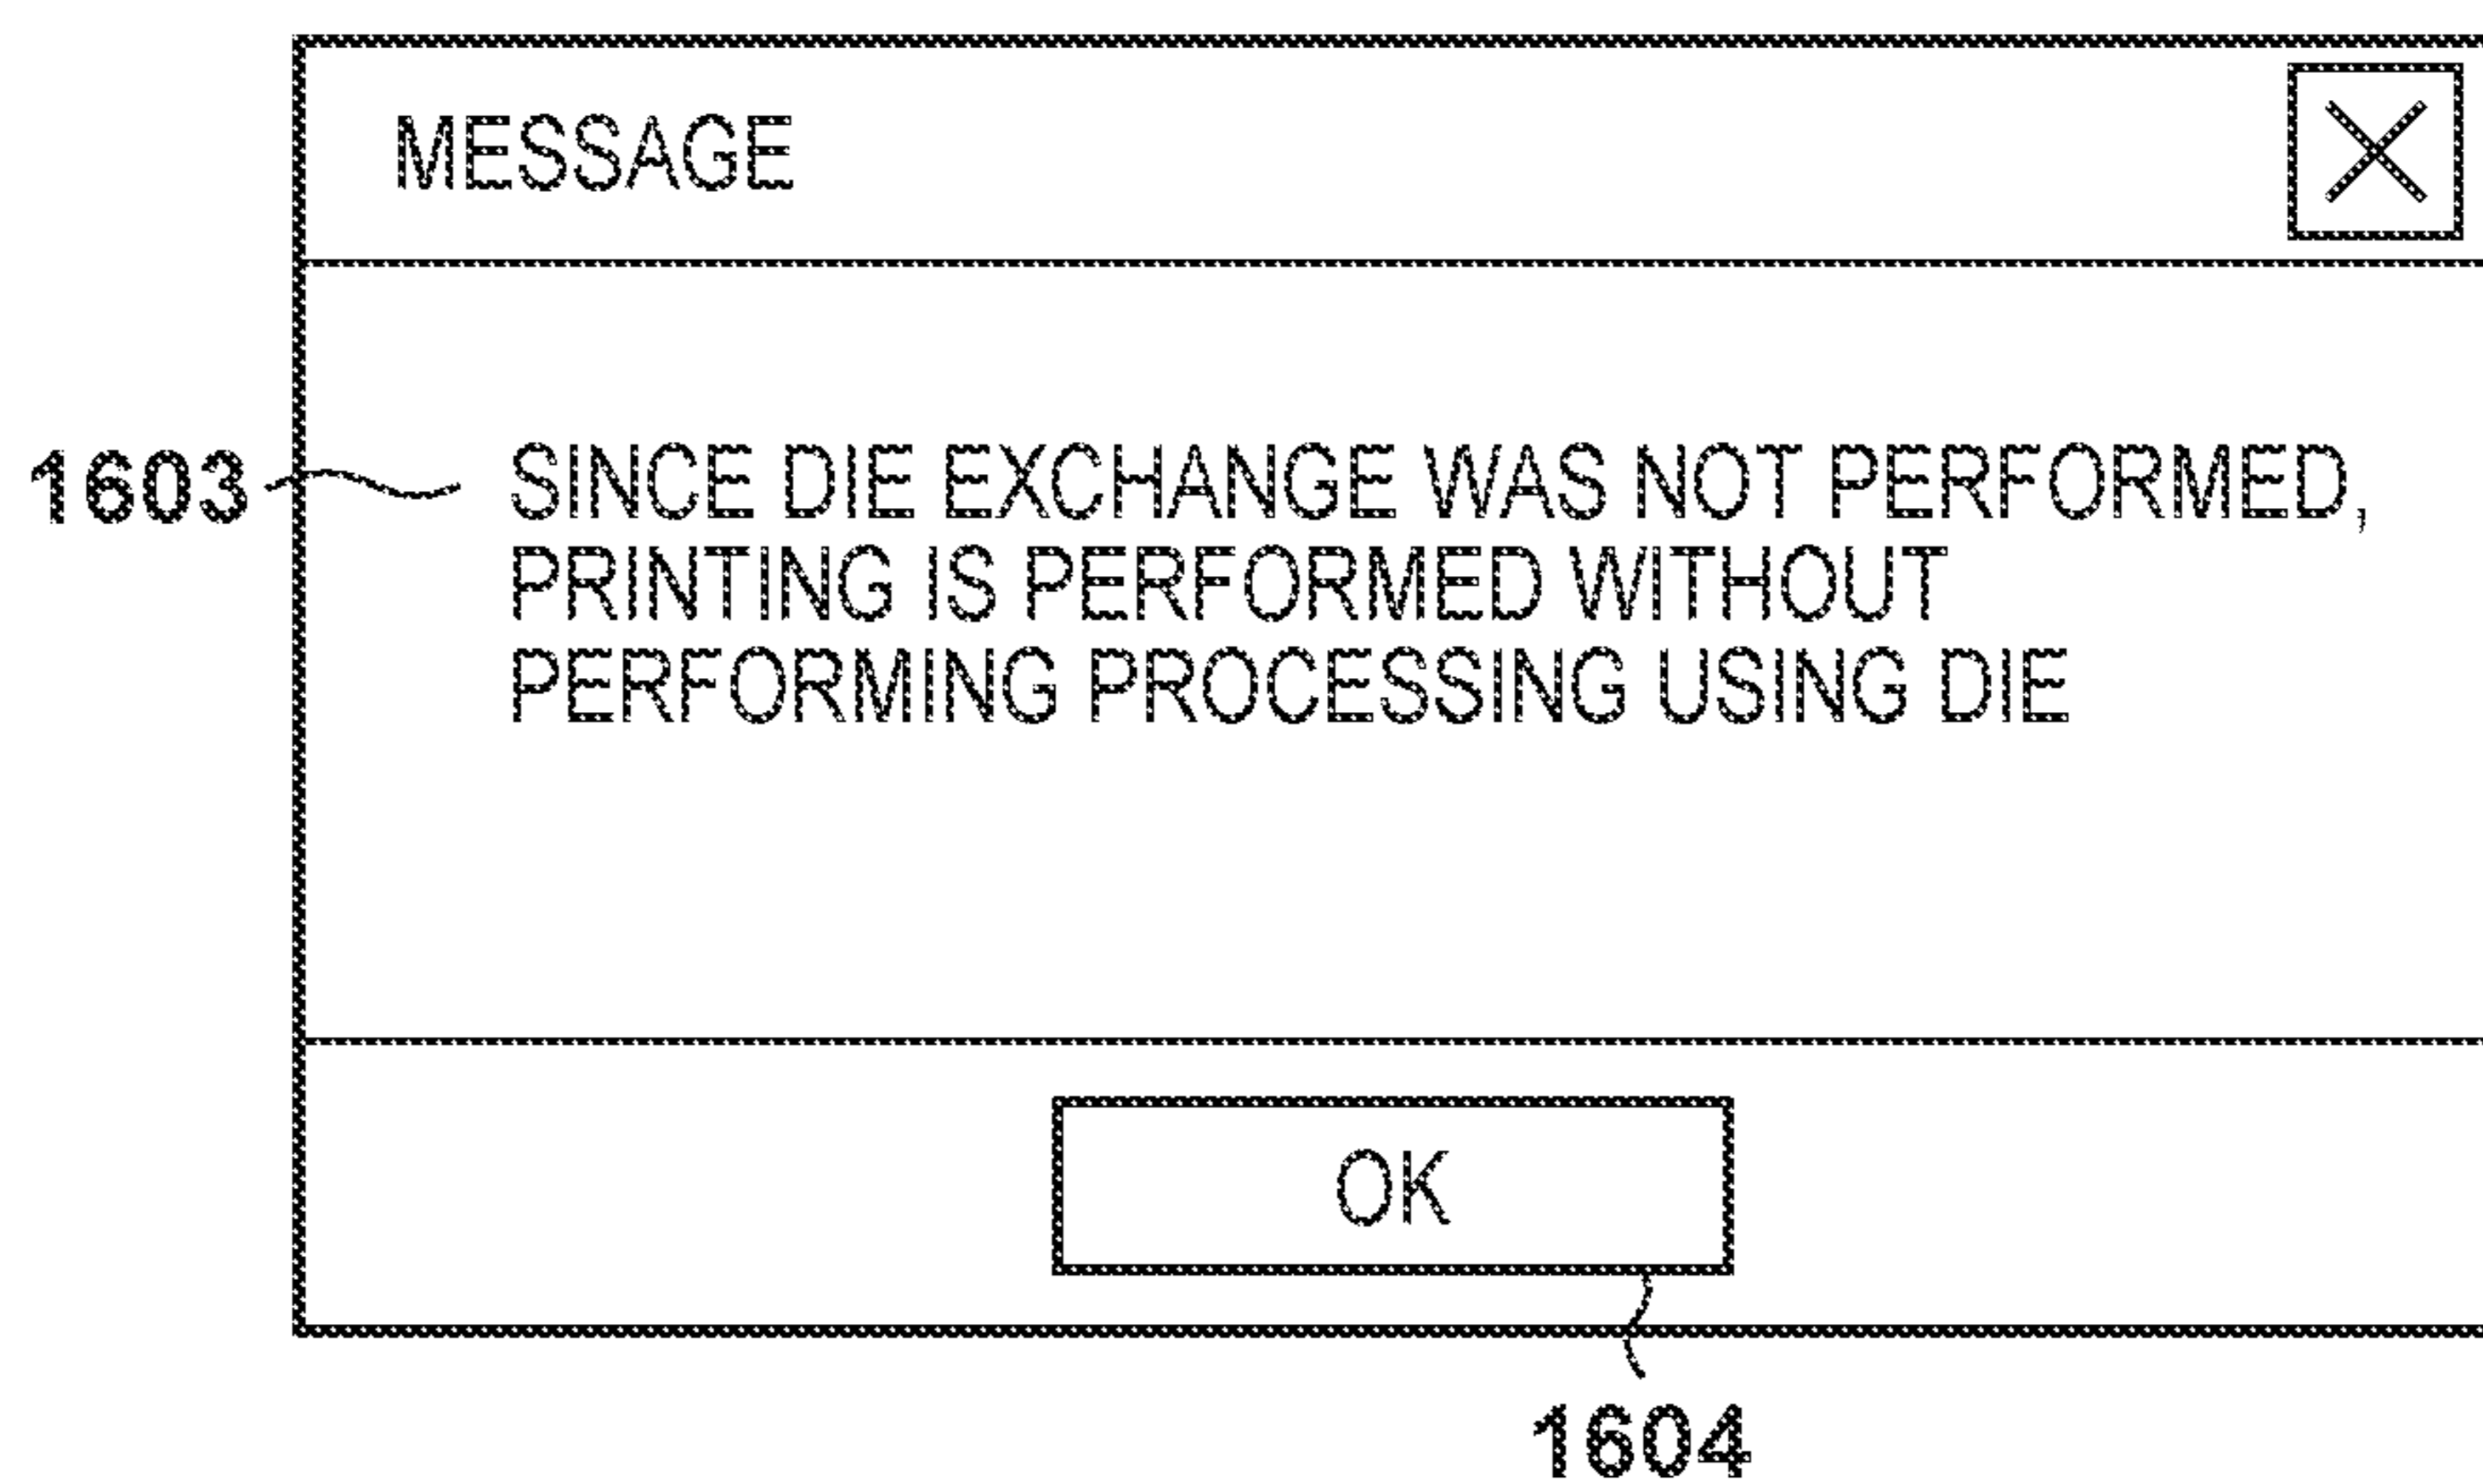 MESSAGE
1603
SINCE DIE EXCHANGE WAS NOT PERFORMED,
PRINTING IS PERFORMED WITHOUT
PERFORMING PROCESSING USING DIE
OK
1604